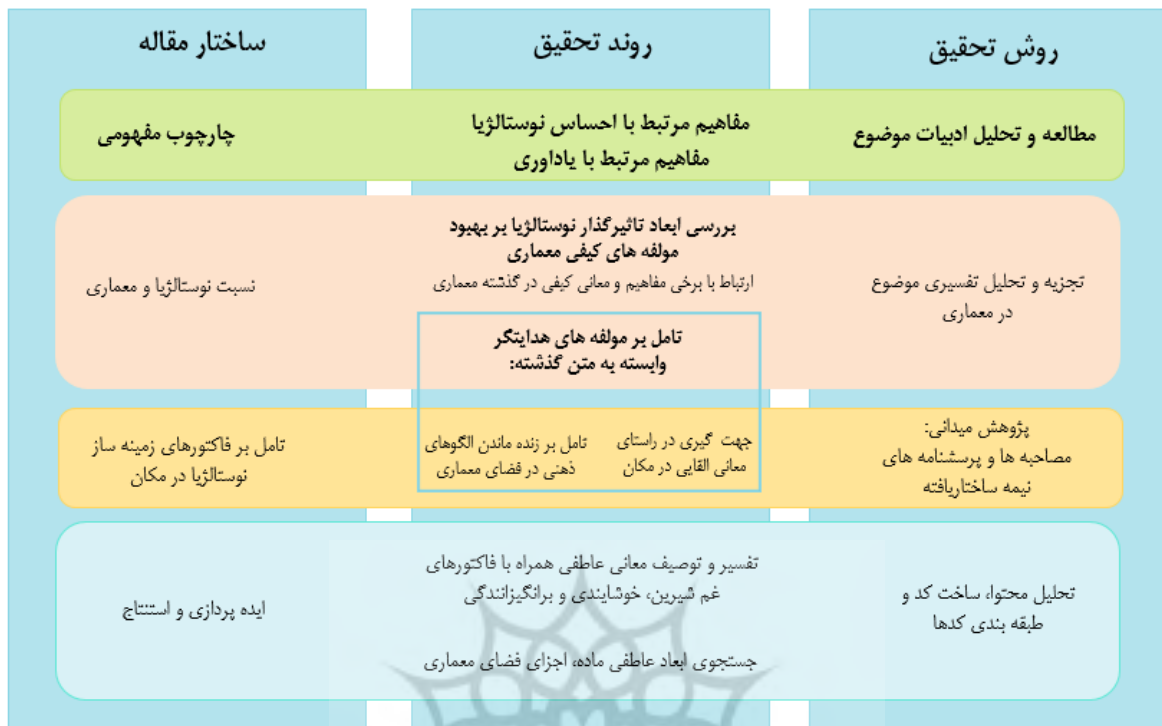 روش تحقیق
روند تحقیق
ساختار مقاله
مطالعه و تحلیل ادبیات موضوع
مفاهیم مرتبط با احساس نوستالژیا
مفاهیم مرتبط با یاداوری
چارچوب مفهومی
تجزیه و تحلیل تفسیری موضوع
در معماری
بررسی ابعاد تاثیرگذار نوستالژیا بر بهبود
مولفه های کیفی معماری
ارتباط با برخی مفاهیم و معانی کیفی در گذشته معماری
تامل بر مولفه های هدایتگر
وابسته به متن گذشته:
نسبت نوستالژیا و معماری
پژوهش میدانی:
مصاحبه ها و پرسشنامه های
نیمه ساختاریافته
جهت گیری در راستای
معانی القایی در مکان
تامل بر زنده ماندن الگوهای
ذهنی در فضای معماری
تامل بر فاکتورهای زمینه ساز
نوستالژیا در مکان
تحلیل محتوا، ساخت کد و
طبقه بندی کدها
تفسیر و توصیف معانی عاطفی همراه با فاکتورهای
غم شیرین، خوشایندی و برانگیزانندگی
جستجوی ابعاد عاطفی ماده، اجزای فضای معماری
ایده پردازی و استنتاج